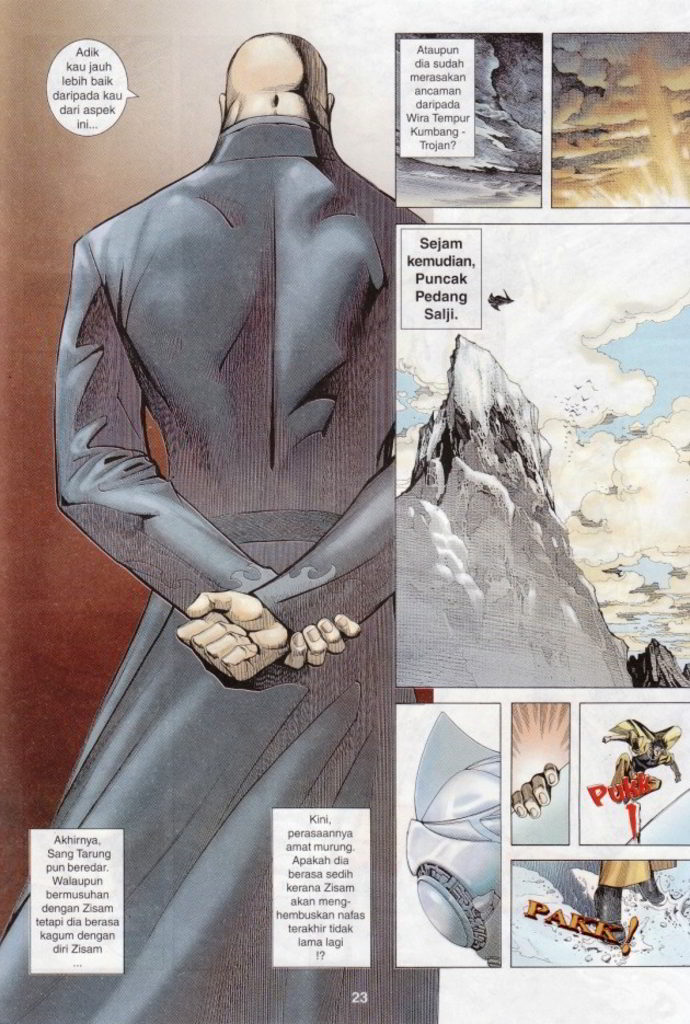 Adik
kau jauh
lebih baik
daripada kau
dari aspek
ini...
Akhirnya,
Sang Tarung
pun beredar.
Walaupun
bermusuhan
dengan Zisam
tetapi dia berasa
kagum dengan
diri Zisam
...
Kini,
perasaannya
amat murung.
Apakah dia
berasa sedih
kerana Zisam
akan meng-
hembuskan nafas
terakhir tidak
lama lagi
!?
Ataupun
dia sudah
merasakan
ancaman
daripada
Wira Tempur
Kumbang -
Trojan?
Sejam
kemudian,
Puncak
Pedang
Salji.
PUKK
!
PAKK!
23